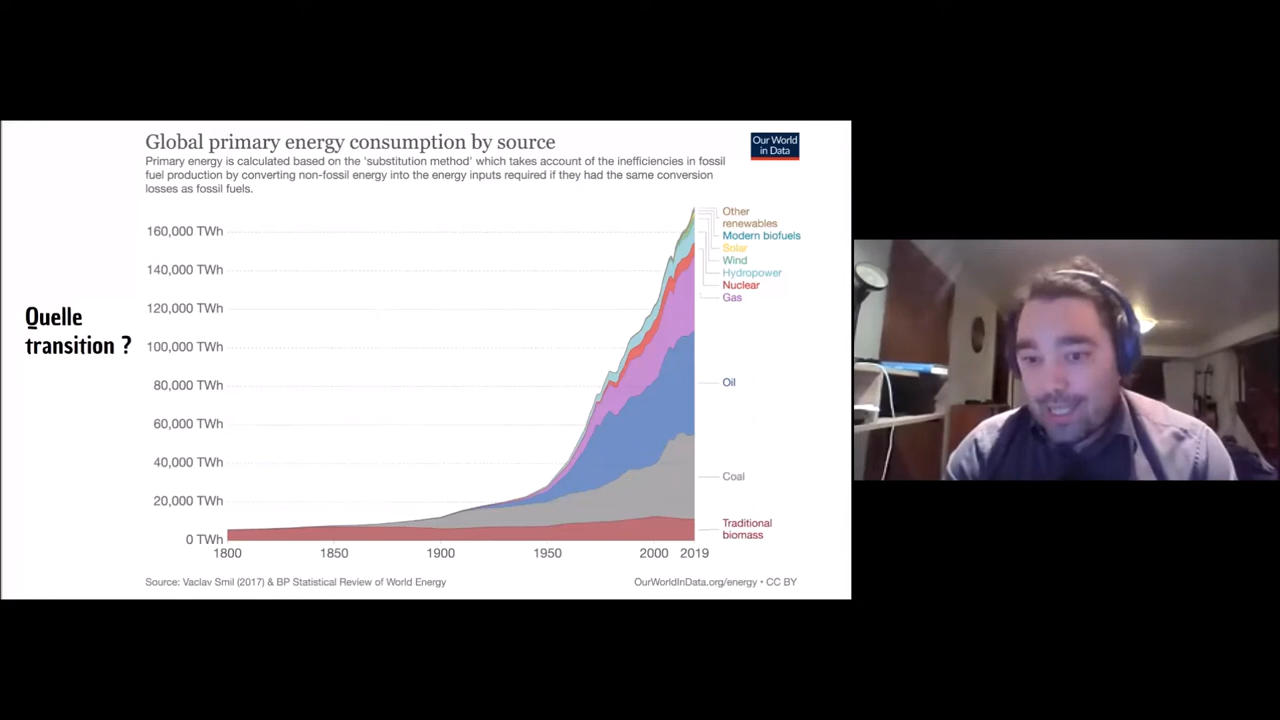 Global primary energy consumption by source
Primary energy is calculated based on the 'substitution method' which takes account of the inefficiencies in fossil
fuel production by converting non-fossil energy into the energy inputs required if they had the same conversion
losses as fossil fuels.
Our World
in Data
Quelle
transition ?
160,000 TWh
140,000 TWh
120,000 TWh
100,000 TWh
80,000 TWh
60,000 TWh
40,000 TWh
20,000 TWh
0 TWh
1800
1850
1900
1950
2000
2019
Other
renewables
Modern biofuels
Solar
Wind
Hydropower
Nuclear
Gas
Oil
Coal
Traditional
biomass
Source: Vaclav Smil (2017) & BP Statistical Review of World Energy
OurWorldInData.org/energy • CC BY